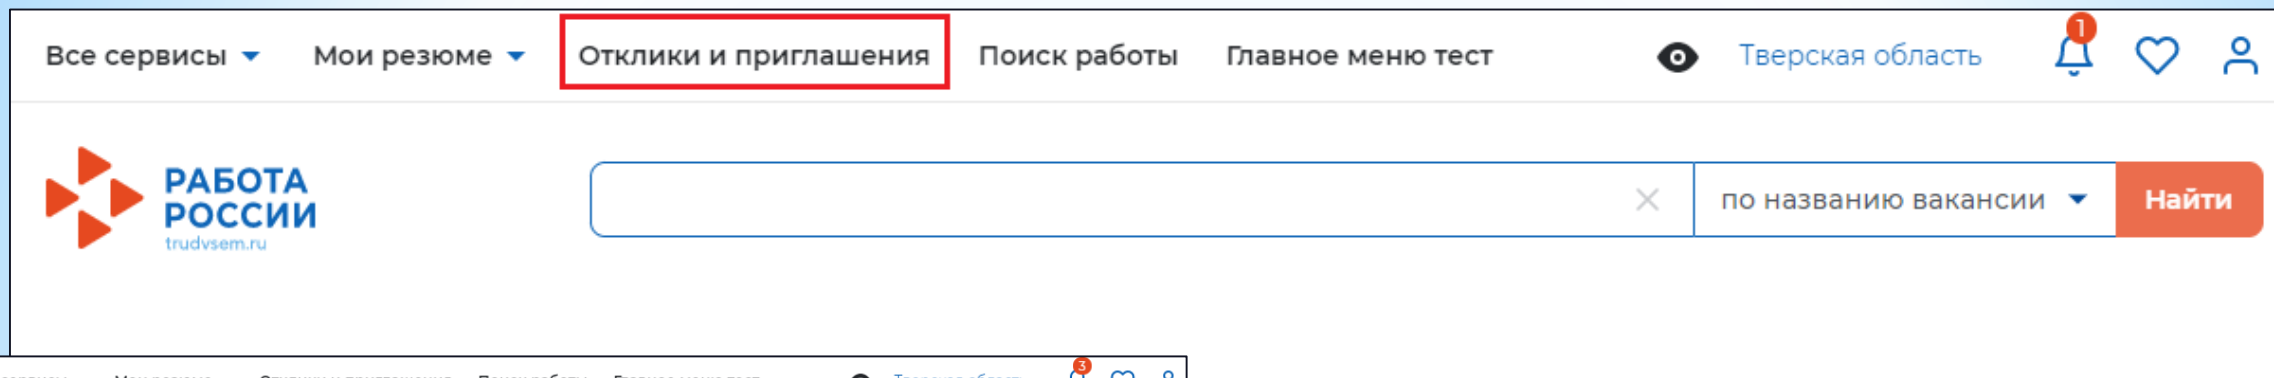 Все сервисы Мои резюме Отклики и приглашения Поиск работы Главное меню тест Тверская область 1
РАБОТА
РОССИИ
trudvsem.ru
по названию вакансии Найти
3